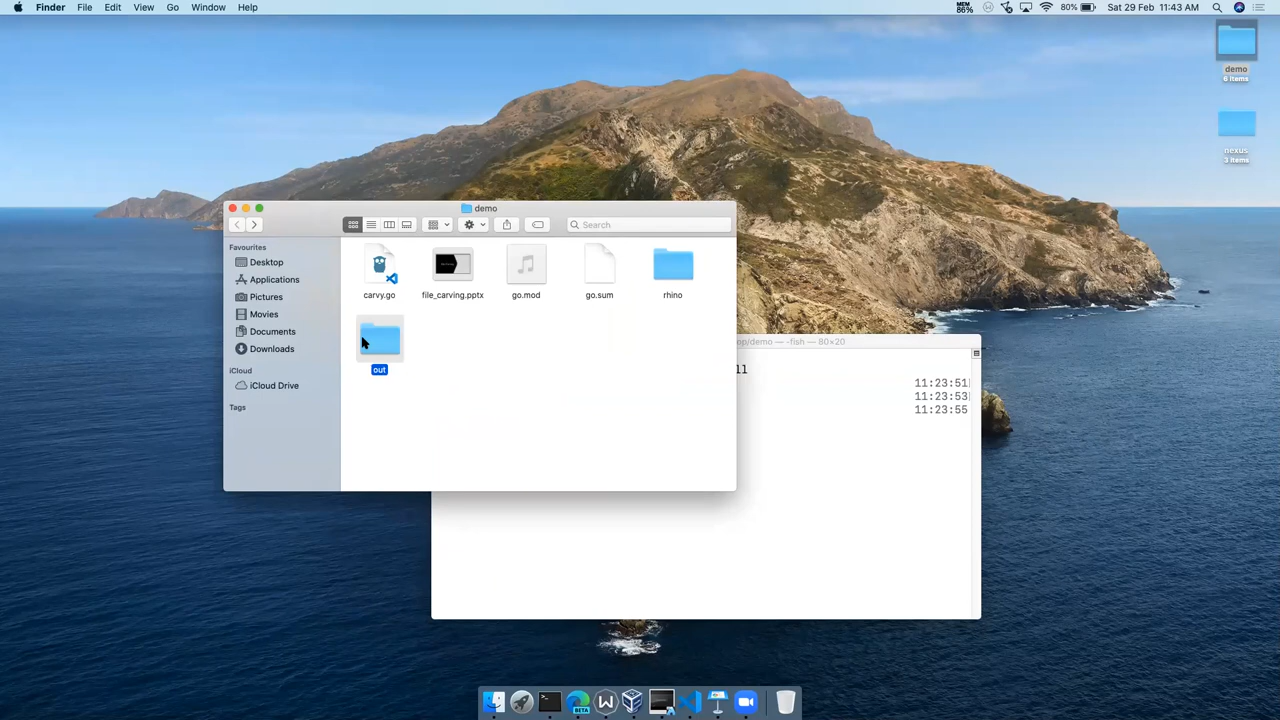 Finder File Edit View Go Window Help MEM 86% 80% Sat 29 Feb 11:43 AM
demo
6 items
nexus
3 items
demo
Search
Favourites
Desktop
Applications
Pictures
Movies
Documents
Downloads
iCloud
iCloud Drive
Tags
carvy.go file_carving.pptx go.mod go.sum rhino
out
op/demo — -fish — 80×20
ll
11:23:51
11:23:53
11:23:55
BETA